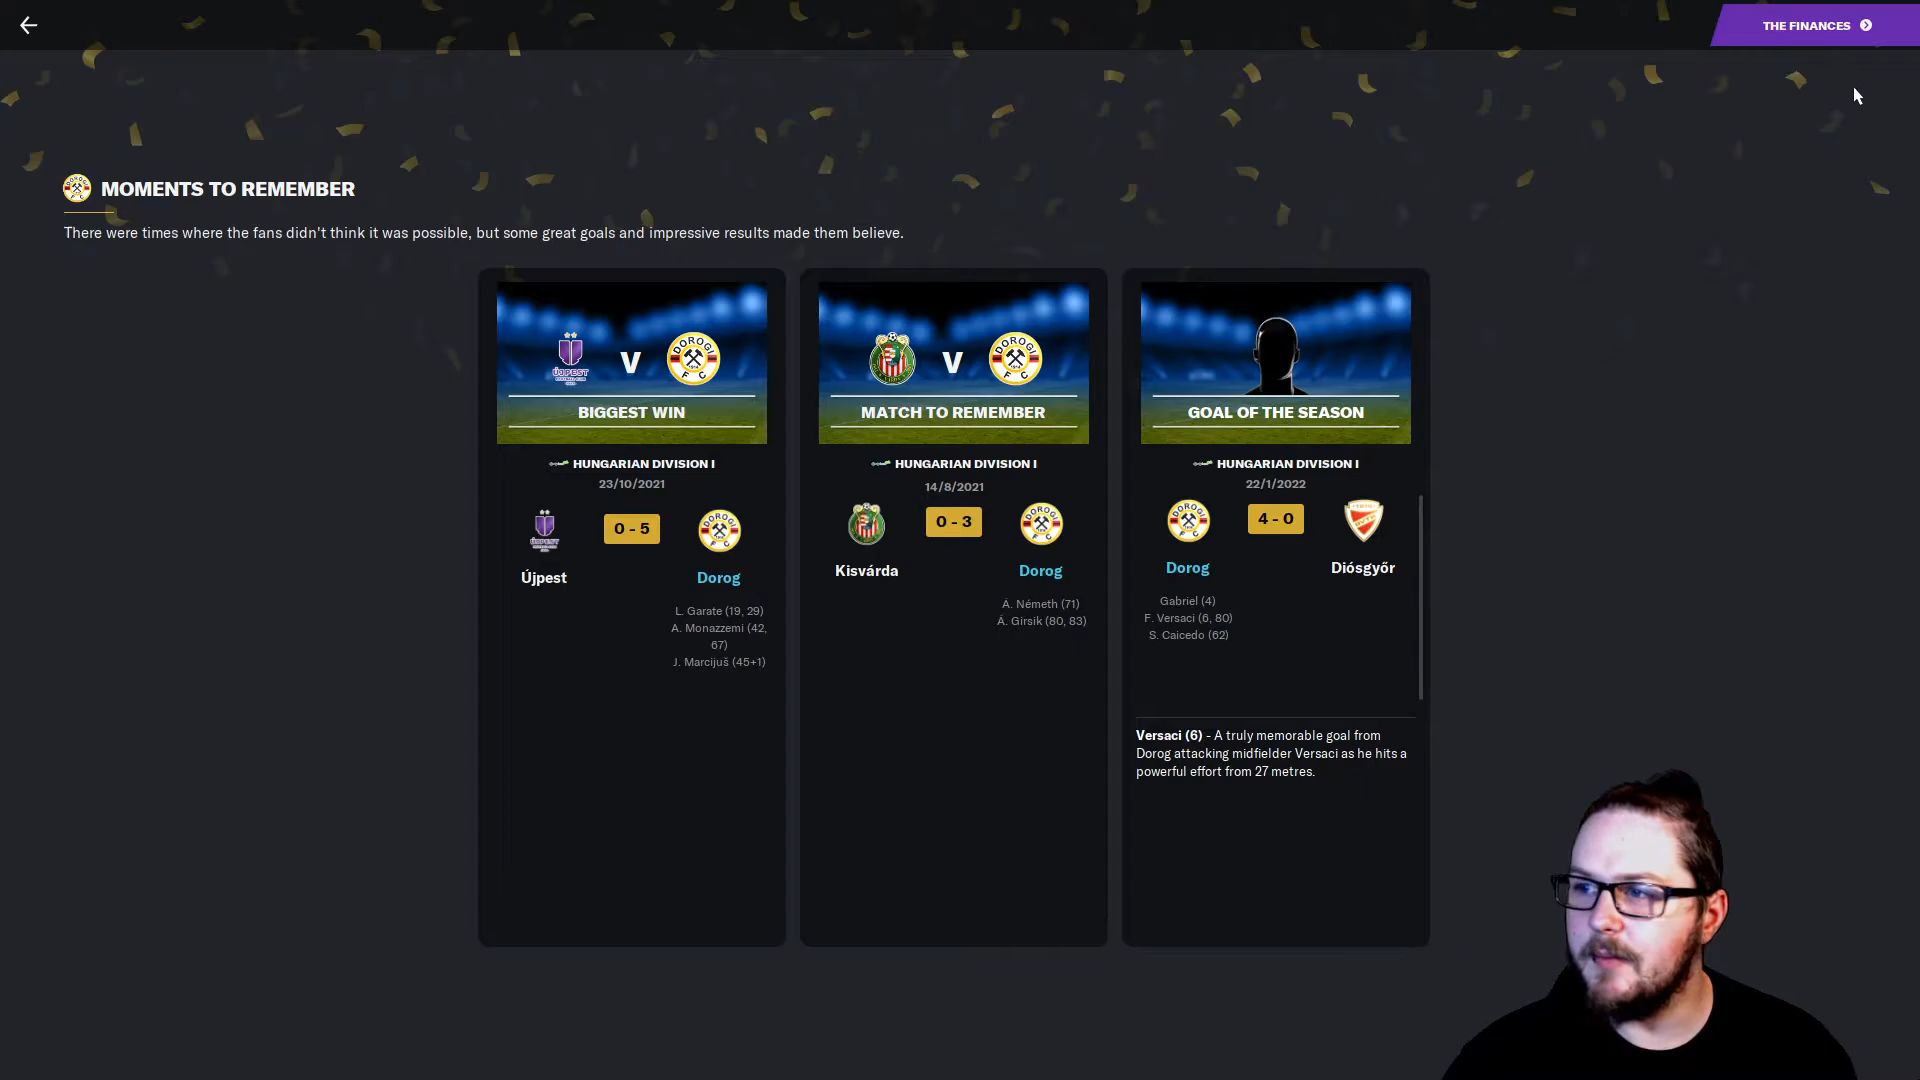 THE FINANCES
MOMENTS TO REMEMBER
There were times where the fans didn't think it was possible, but some great goals and impressive results made them believe.
ÚJPEST
V
DOROGI
F C
BIGGEST WIN
HUNGARIAN DIVISION I
23/10/2021
0 - 5
Újpest
Dorog
L. Garate (19, 29)
A. Monazzemi (42,
67)
J. Marcijuš (45+1)
V
DOROGI
F C
MATCH TO REMEMBER
HUNGARIAN DIVISION I
14/8/2021
0 - 3
Kisvárda
Dorog
Á. Németh (71)
Á. Girsik (80, 83)
GOAL OF THE SEASON
HUNGARIAN DIVISION I
22/1/2022
4 - 0
Dorog
Diósgyőr
Gabriel (4)
F. Versaci (6, 80)
S. Caicedo (62)
Versaci (6) - A truly memorable goal from
Dorog attacking midfielder Versaci as he hits a
powerful effort from 27 metres.